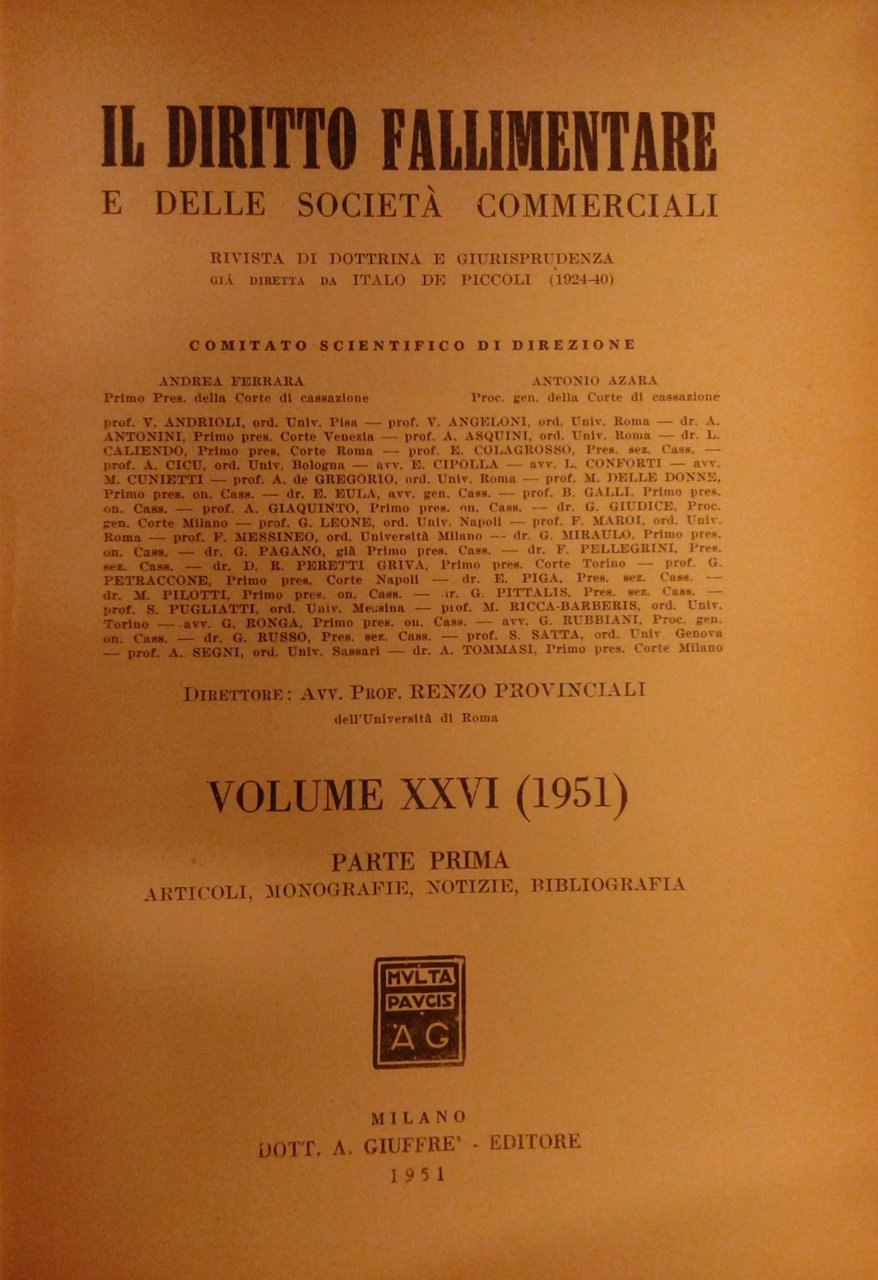 IL DIRITTO FALLIMENTARE
E DELLE SOCIETÀ COMMERCIALI
RIVISTA DI DOTTRINA E GIURISPRUDENZA
GIÀ DIRETTA DA ITALO DE PICCOLI (1924-40)
COMITATO SCIENTIFICO DI DIREZIONE
ANDREA FERRARA
Primo Pres. della Corte di cassazione
ANTONIO AZARA
Proc. gen. della Corte di cassazione
prof. V. ANDRIOLI, ord. Univ. Pisa — prof. V. ANGELONI, ord. Univ. Roma — dr. A.
ANTONINI, Primo pres. Corte Venezia — prof. A. ASQUINI, ord. Univ. Roma — dr. L.
CALIENDO, Primo pres. Corte Roma — prof. E. COLAGROSSO, Pres. sez. Cass. —
prof. A. CICU, ord. Univ. Bologna — avv. E. CIPOLLA — avv. L. CONFORTI — avv.
M. CUNIETTI — prof. A. de GREGORIO, ord. Univ. Roma — prof. M. DELLE DONNE,
Primo pres. on. Cass. — dr. E. EULA, avv. gen. Cass. — prof. B. GALLI, Primo pres.
on. Cass. — prof. A. GIAQUINTO, Primo pres. on. Cass. — dr. G. GIUDICE, Proc.
gen. Corte Milano — prof. G. LEONE, ord. Univ. Napoli — prof. F. MAROI, ord. Univ.
Roma — prof. F. MESSINEO, ord. Università Milano — dr. G. MIRAULO, Primo pres.
on. Cass. — dr. G. PAGANO, già Primo pres. Cass. — dr. F. PELLEGRINI, Pres.
sez. Cass. — dr. D. R. PERETTI GRIVA, Primo pres. Corte Torino — prof. G.
PETRACCONE, Primo pres. Corte Napoli — dr. E. PIGA, Pres. sez. Cass. —
dr. M. PILOTTI, Primo pres. on. Cass. — dr. G. PITTALIS, Pres. sez. Cass. —
prof. S. PUGLIATTI, ord. Univ. Messina — prof. M. RICCA-BARBERIS, ord. Univ.
Torino — avv. G. RONGA, Primo pres. on. Cass. — avv. G. RUBBIANI, Proc. gen.
on. Cass. — dr. G. RUSSO, Pres. sez. Cass. — prof. S. SATTA, ord. Univ Genova
— prof. A. SEGNI, ord. Univ. Sassari — dr. A. TOMMASI, Primo pres. Corte Milano
DIRETTORE: AVV. PROF. RENZO PROVINCIALI
dell'Università di Roma
VOLUME XXVI (1951)
PARTE PRIMA
ARTICOLI, MONOGRAFIE, NOTIZIE, BIBLIOGRAFIA
MVLTA
PAVCIS
AG
MILANO
DOTT. A. GIUFFRE' - EDITORE
1951